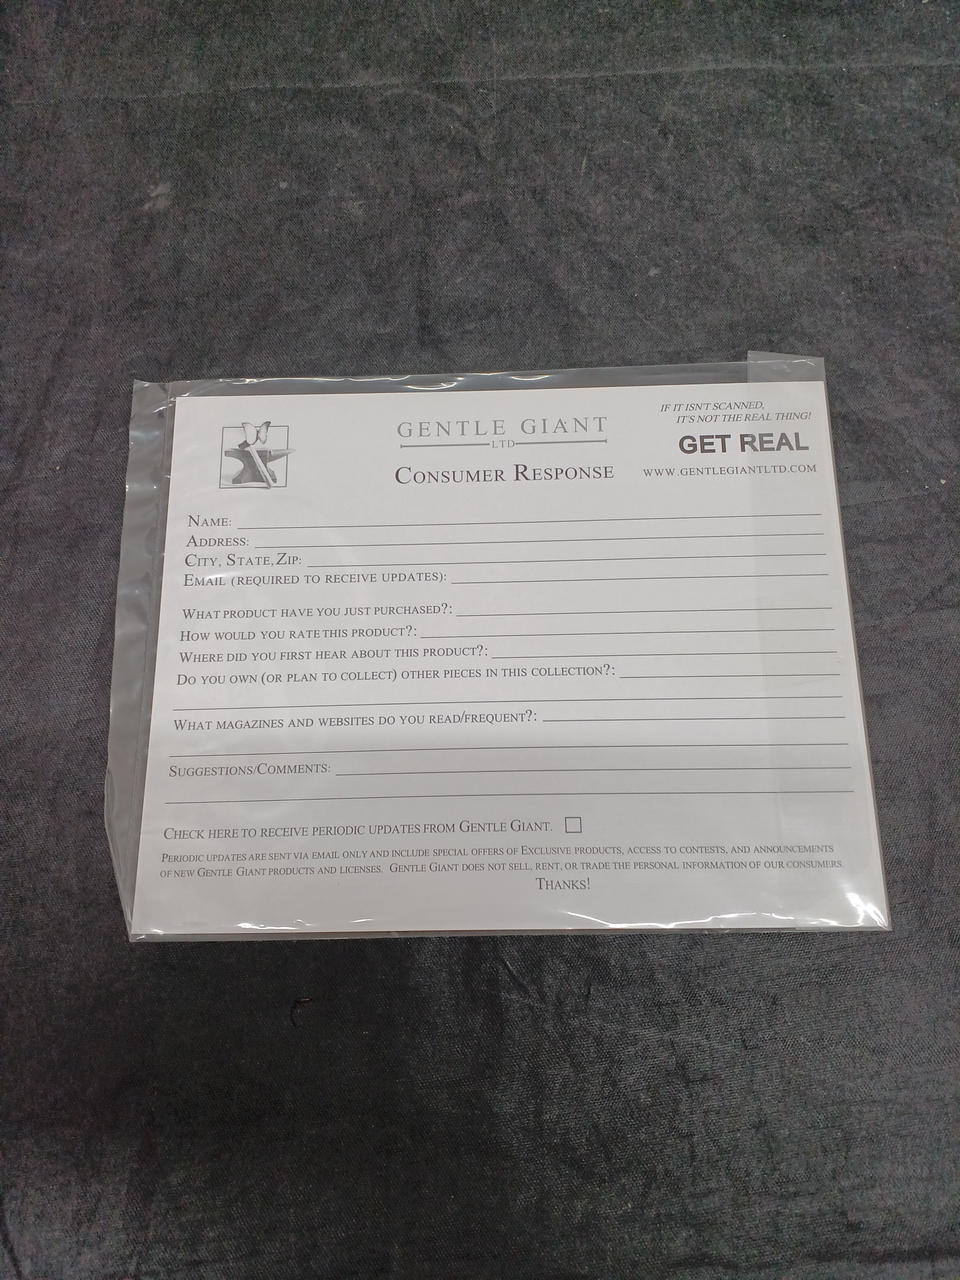 IF IT ISN'T SCANNED,
IT'S NOT THE REAL THING!
GET REAL
WWW.GENTLEGIANTLTD.COM
GENTLE GIANT
LTD
CONSUMER RESPONSE
NAME:
ADDRESS:
CITY, STATE, ZIP:
EMAIL (REQUIRED TO RECEIVE UPDATES):
WHAT PRODUCT HAVE YOU JUST PURCHASED?:
HOW WOULD YOU RATE THIS PRODUCT?:
WHERE DID YOU FIRST HEAR ABOUT THIS PRODUCT?:
DO YOU OWN (OR PLAN TO COLLECT) OTHER PIECES IN THIS COLLECTION?:
WHAT MAGAZINES AND WEBSITES DO YOU READ/FREQUENT?:
SUGGESTIONS/COMMENTS:
CHECK HERE TO RECEIVE PERIODIC UPDATES FROM GENTLE GIANT.
PERIODIC UPDATES ARE SENT VIA EMAIL ONLY AND INCLUDE SPECIAL OFFERS OF EXCLUSIVE PRODUCTS, ACCESS TO CONTESTS, AND ANNOUNCEMENTS
OF NEW GENTLE GIANT PRODUCTS AND LICENSES. GENTLE GIANT DOES NOT SELL, RENT, OR TRADE THE PERSONAL INFORMATION OF OUR CONSUMERS.
THANKS!